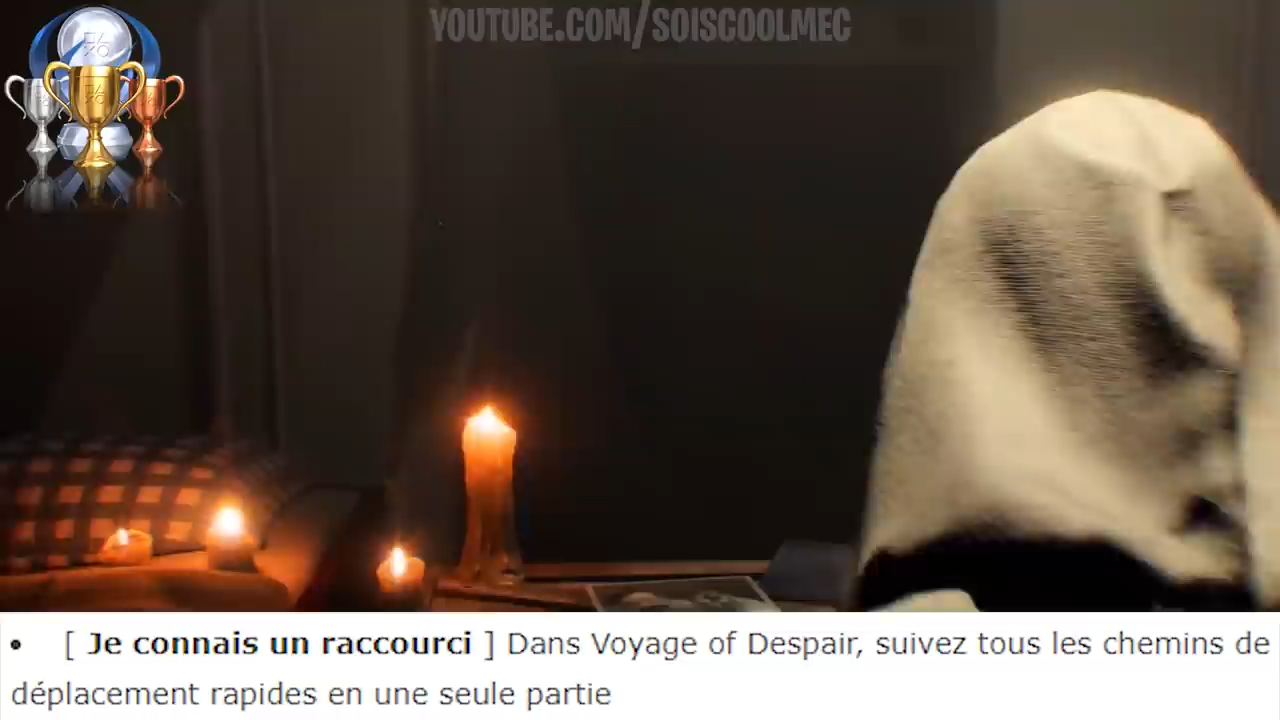 YOUTUBE.COM/SOISCOOLMEC
• [ Je connais un raccourci ] Dans Voyage of Despair, suivez tous les chemins de
déplacement rapides en une seule partie